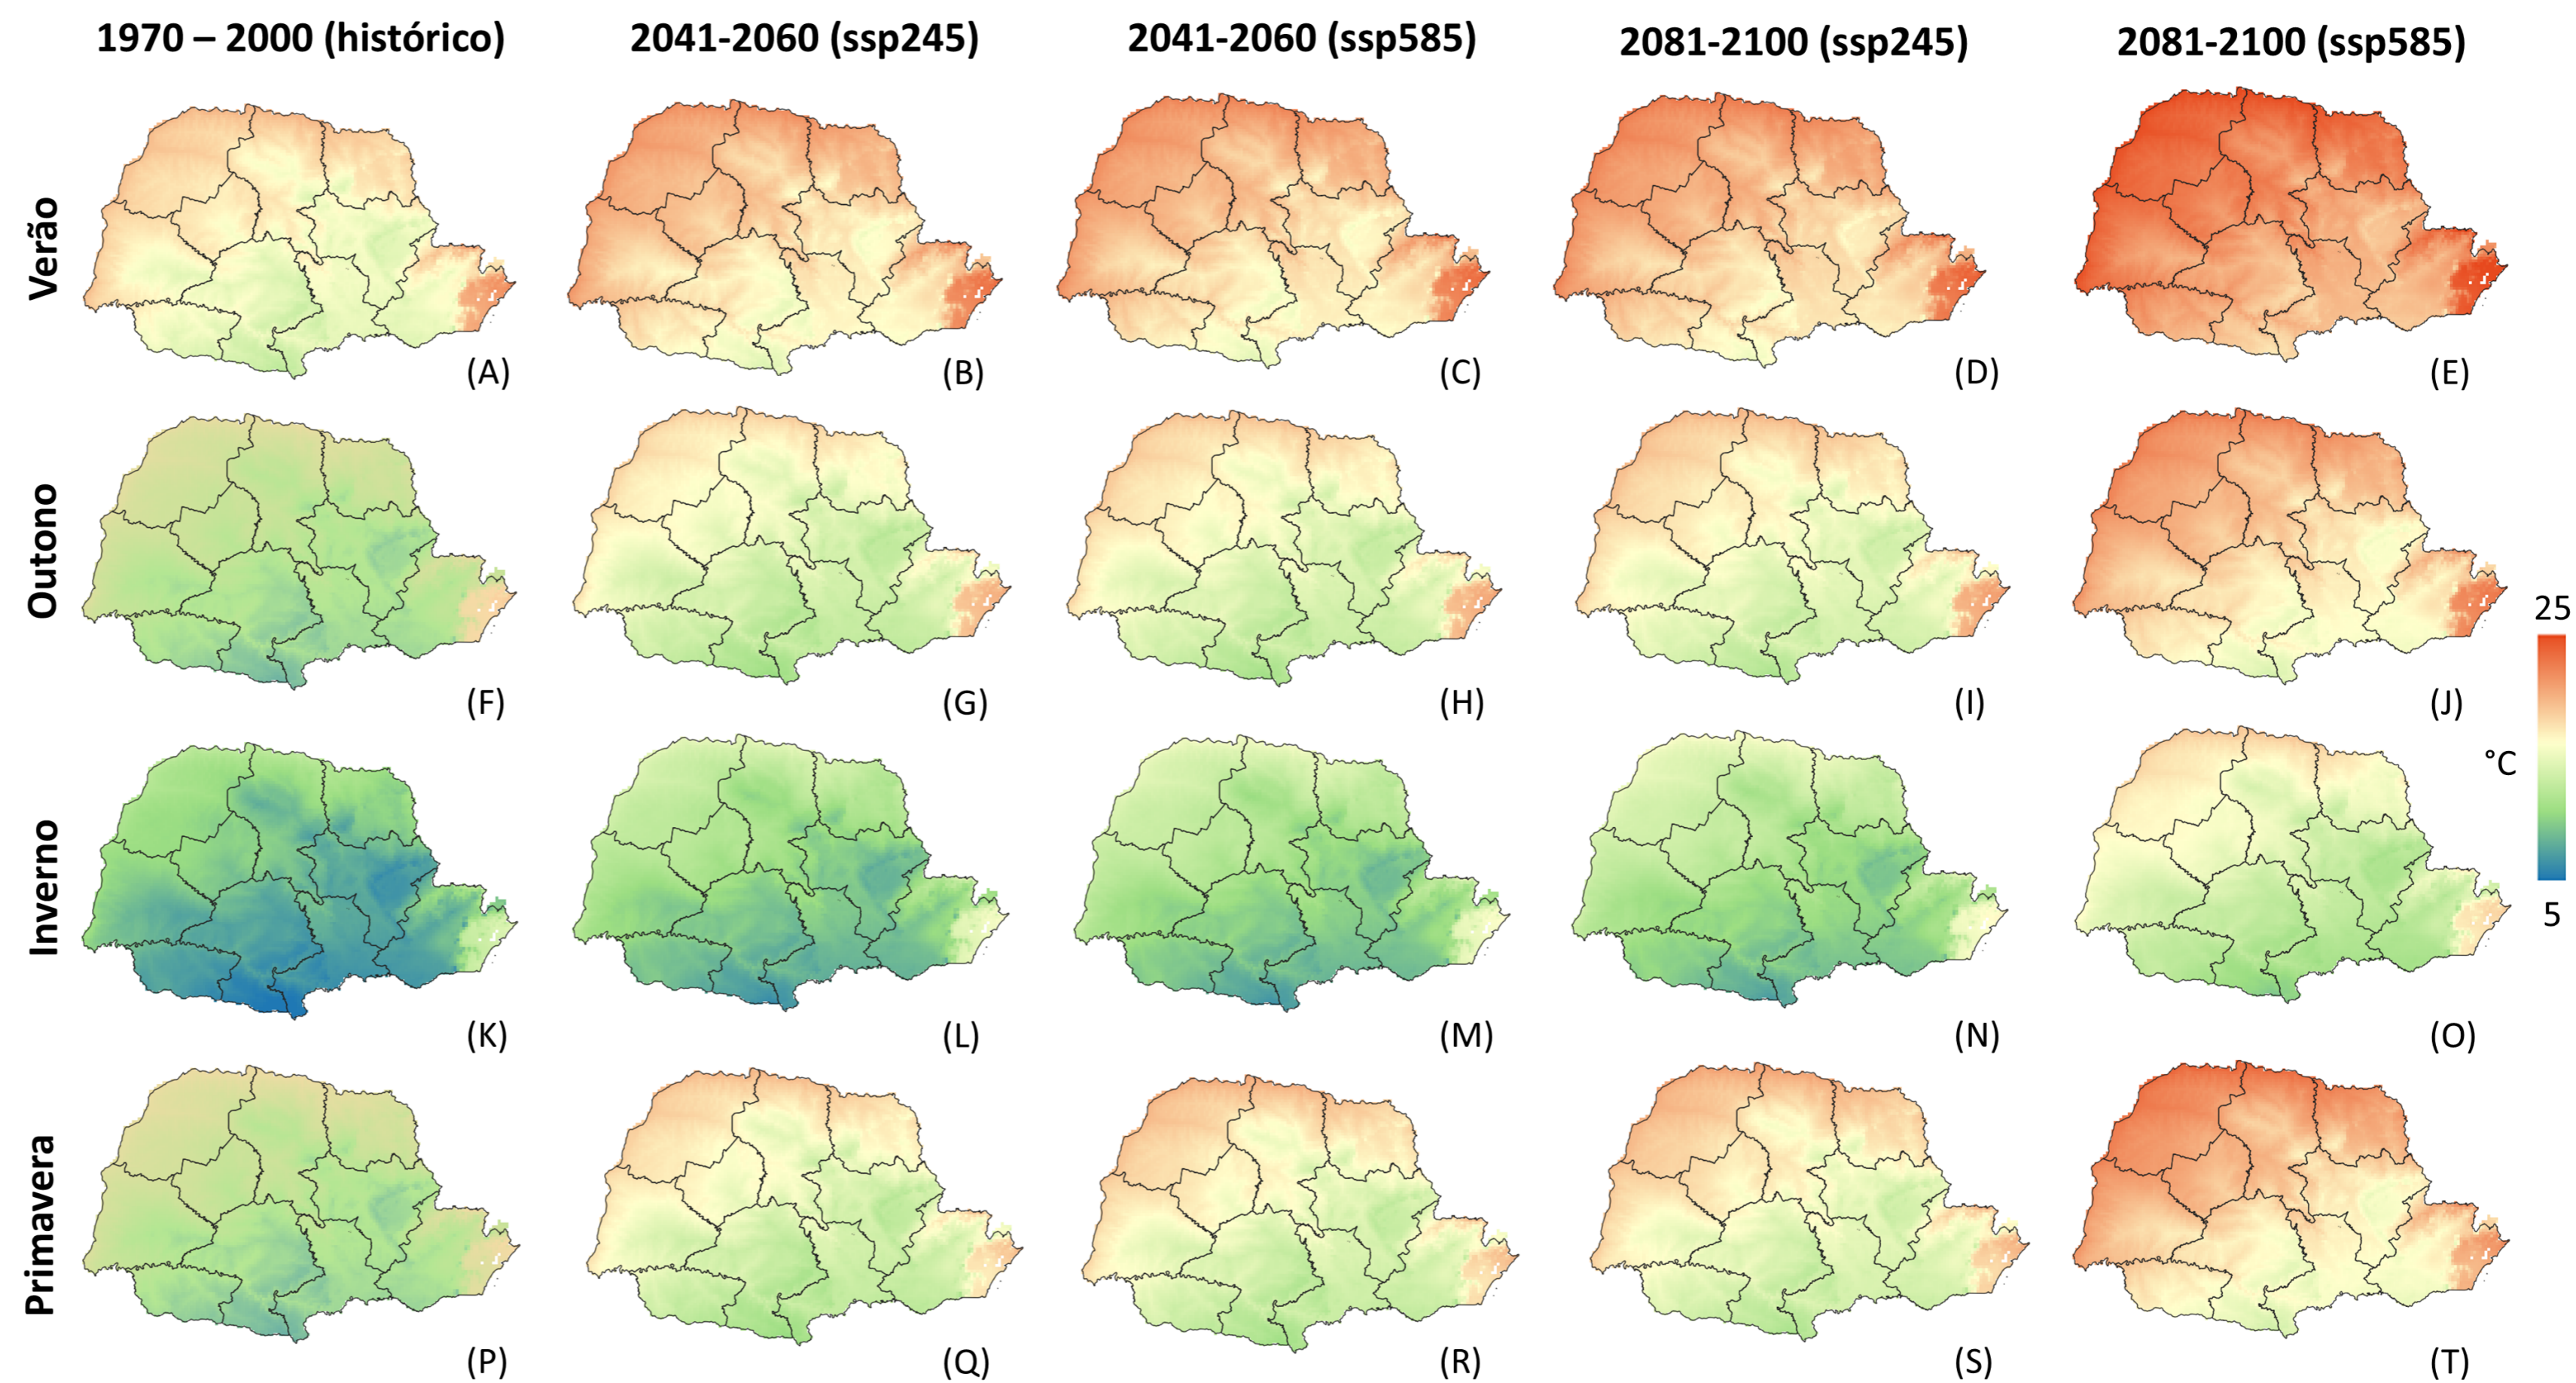 1970 – 2000 (histórico)
2041-2060 (ssp245)
2041-2060 (ssp585)
2081-2100 (ssp245)
2081-2100 (ssp585)
Verão
(A)
(B)
(C)
(D)
(E)
Outono
(F)
(G)
(H)
(I)
(J)
25
°C
5
Inverno
(K)
(L)
(M)
(N)
(O)
Primavera
(P)
(Q)
(R)
(S)
(T)